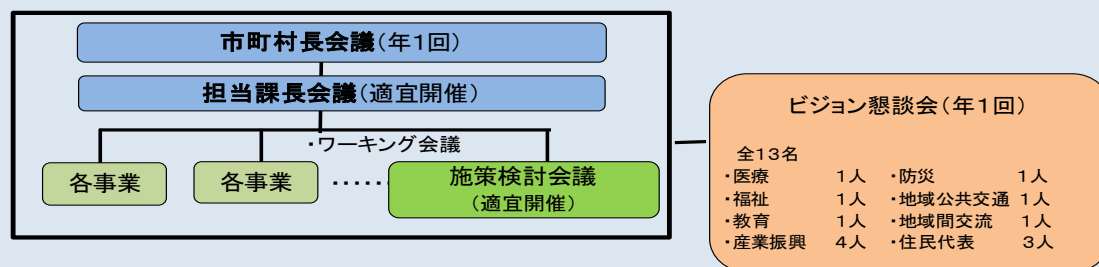 市町村長会議(年1回)
担当課長会議(適宜開催)
・ワーキング会議
各事業
各事業
……
施策検討会議
(適宜開催)
ビジョン懇談会(年1回)
全13名
・医療 1人 ・防災 1人
・福祉 1人 ・地域公共交通 1人
・教育 1人 ・地域間交流 1人
・産業振興 4人 ・住民代表 3人